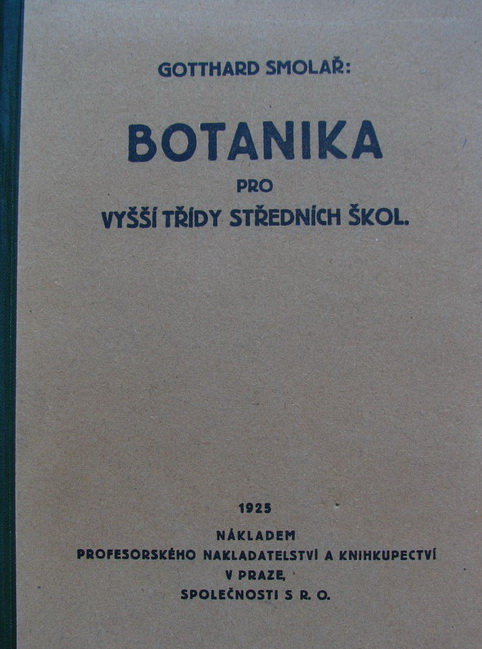 GOTTHARD SMOLAŘ:
BOTANIKA
PRO
VYŠŠÍ TŘÍDY STŘEDNÍCH ŠKOL.
1925
NÁKLADEM
PROFESORSKÉHO NAKLADATELSTVÍ A KNIHKUPECTVÍ
V PRAZE,
SPOLEČNOSTI S R. O.